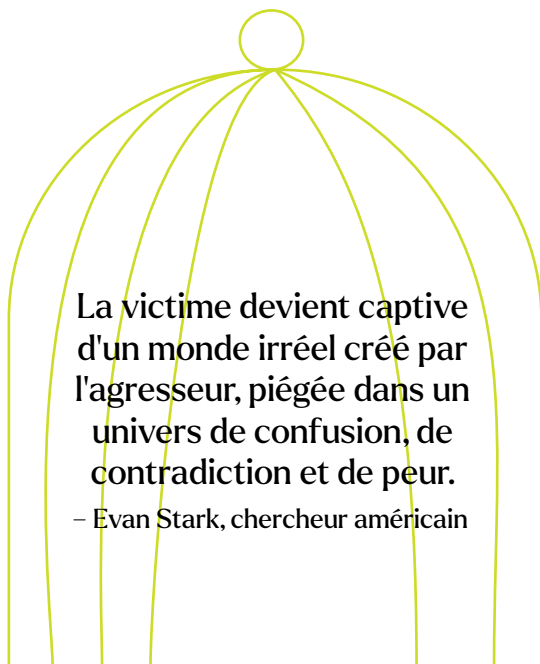 La victime devient captive
d'un monde irréel créé par
l'agresseur, piégée dans un
univers de confusion, de
contradiction et de peur.
– Evan Stark, chercheur américain